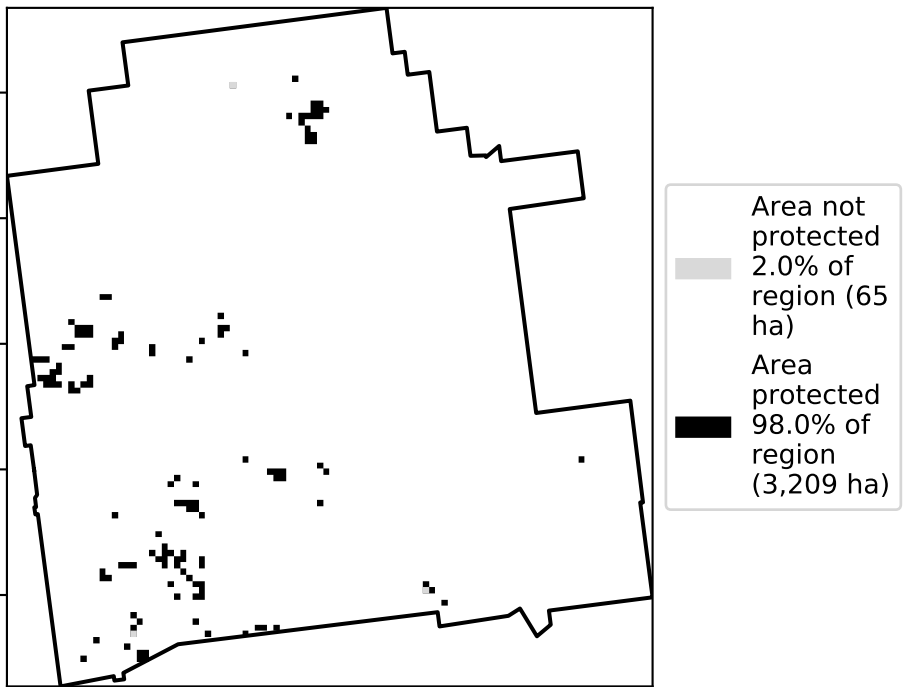 Area not
protected
2.0% of
region (65
ha)
Area
protected
98.0% of
region
(3,209 ha)